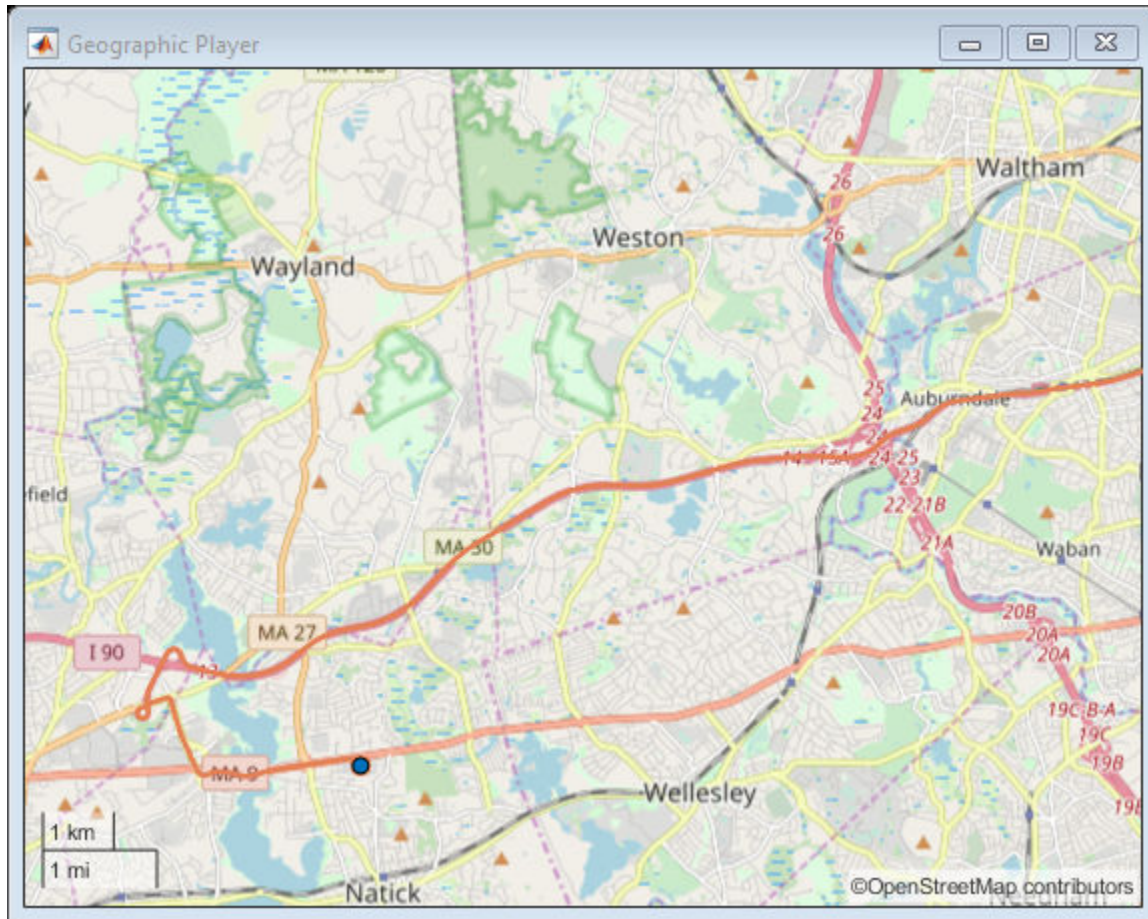 Geographic Player
Waltham
26
26
Weston
Wayland
25
24
24
Auburndale
14
15A
24-25
23
22-21B
21A
field
MA 30
Waban
MA 27
20B
20A
20A
I 90
13
19C-B-A
19C
19B
MA 9
Wellesley
1 km
1 mi
Natick
©OpenStreetMap contributors